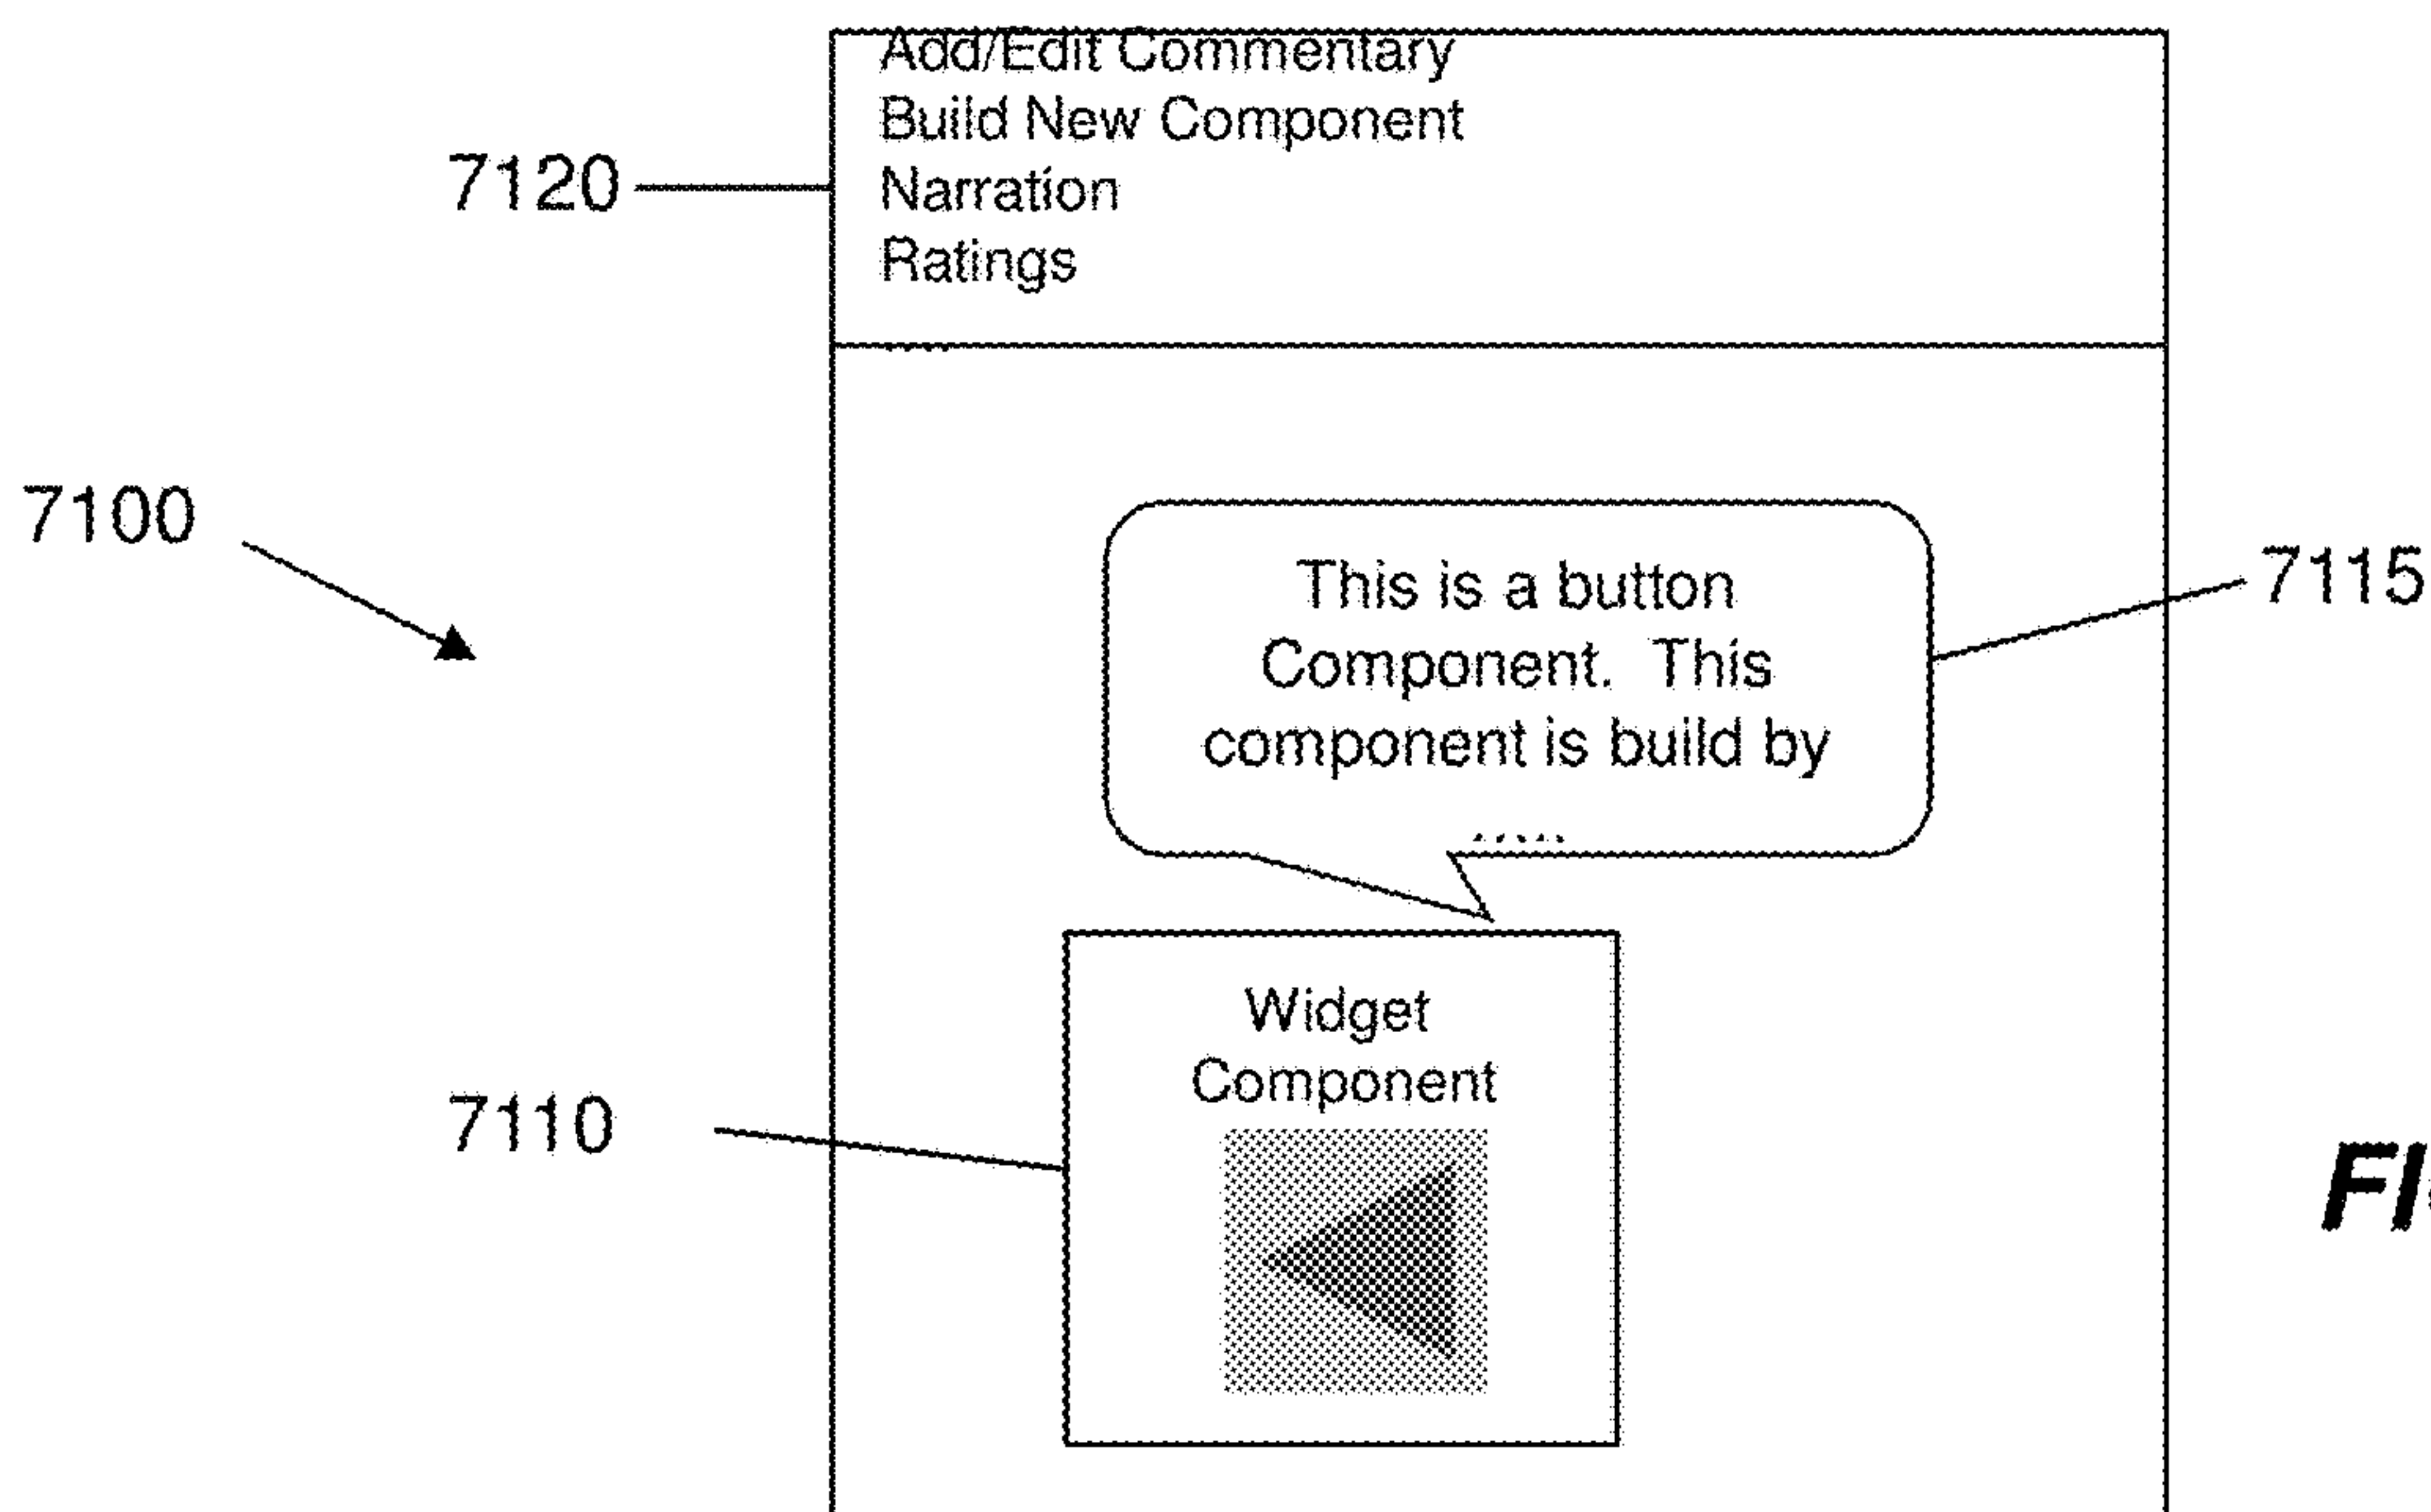 Add/Edit Commentary
Build New Component
7120
Narration
Ratings
7100
This is a button
Component. This
component is build by
.....
7115
Widget
Component
7110